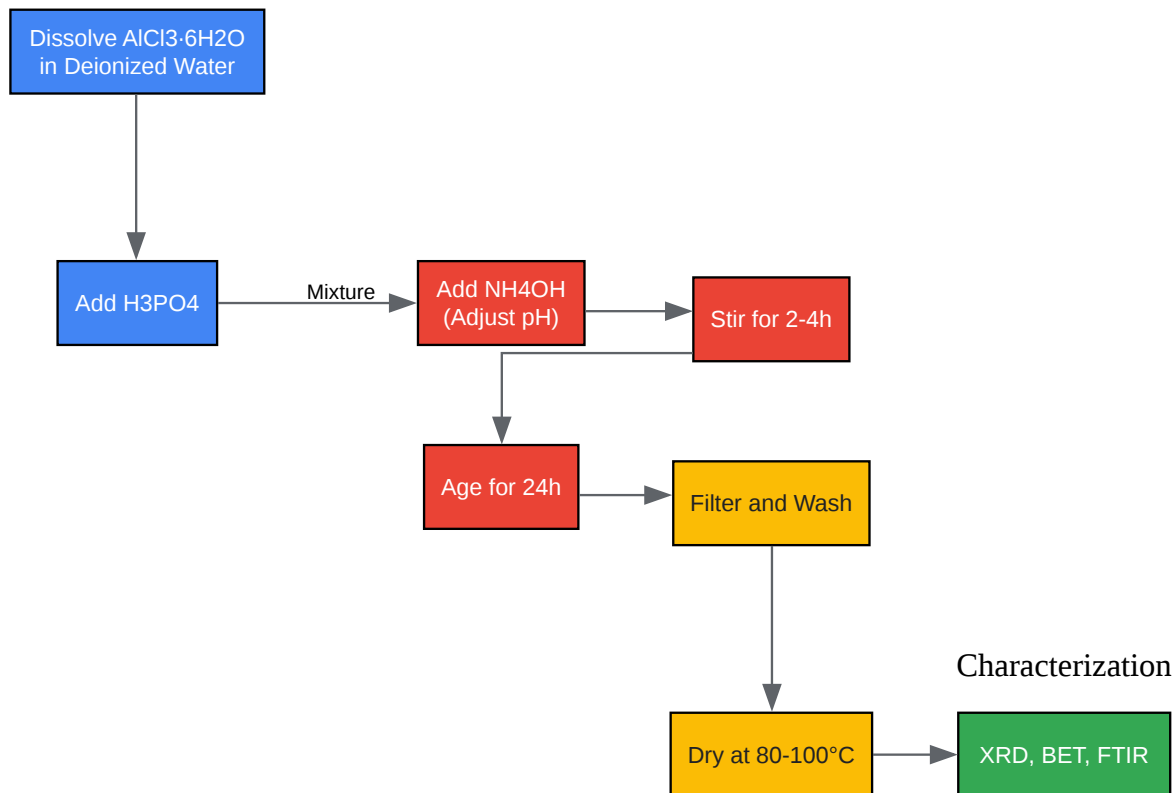 Dissolve AlCl3·6H2O
in Deionized Water
Add H3PO4
Mixture
Add NH4OH
(Adjust pH)
Stir for 2-4h
Age for 24h
Filter and Wash
Characterization
Dry at 80-100°C
XRD, BET, FTIR